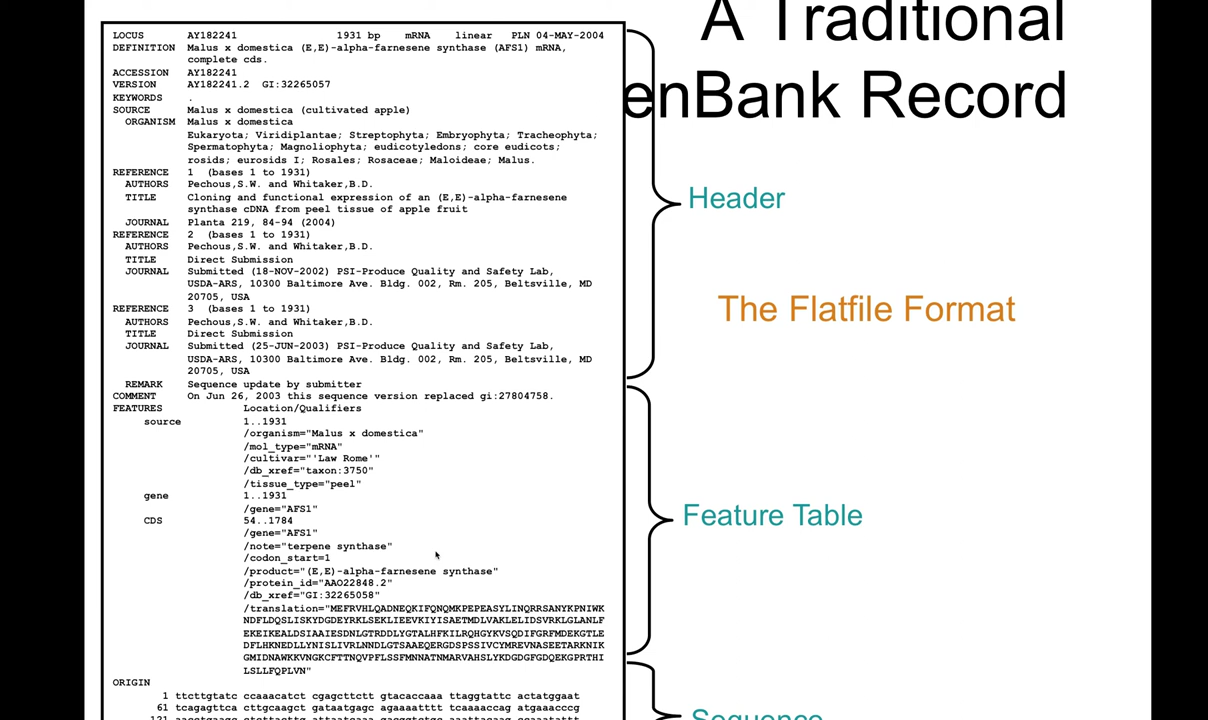 A Traditional
enBank Record
LOCUS AY182241 1931 bp mRNA linear PLN 04-MAY-2004
DEFINITION Malus x domestica (E,E)-alpha-farnesene synthase (AFS1) mRNA,
complete cds.
ACCESSION AY182241
VERSION AY182241.2 GI:32265057
KEYWORDS .
SOURCE Malus x domestica (cultivated apple)
ORGANISM Malus x domestica
Eukaryota; Viridiplantae; Streptophyta; Embryophyta; Tracheophyta;
Spermatophyta; Magnoliophyta; eudicotyledons; core eudicots;
rosids; eurosids I; Rosales; Rosaceae; Maloideae; Malus.
REFERENCE 1 (bases 1 to 1931)
AUTHORS Pechous,S.W. and Whitaker,B.D.
TITLE Cloning and functional expression of an (E,E)-alpha-farnesene
synthase cDNA from peel tissue of apple fruit
JOURNAL Planta 219, 84-94 (2004)
REFERENCE 2 (bases 1 to 1931)
AUTHORS Pechous,S.W. and Whitaker,B.D.
TITLE Direct Submission
JOURNAL Submitted (18-NOV-2002) PSI-Produce Quality and Safety Lab,
USDA-ARS, 10300 Baltimore Ave. Bldg. 002, Rm. 205, Beltsville, MD
20705, USA
REFERENCE 3 (bases 1 to 1931)
AUTHORS Pechous,S.W. and Whitaker,B.D.
TITLE Direct Submission
JOURNAL Submitted (25-JUN-2003) PSI-Produce Quality and Safety Lab,
USDA-ARS, 10300 Baltimore Ave. Bldg. 002, Rm. 205, Beltsville, MD
20705, USA
REMARK Sequence update by submitter
COMMENT On Jun 26, 2003 this sequence version replaced gi:27804758.
FEATURES Location/Qualifiers
source 1..1931
/organism="Malus x domestica"
/mol_type="mRNA"
/cultivar="'Law Rome'"
/db_xref="taxon:3750"
/tissue_type="peel"
gene 1..1931
/gene="AFS1"
CDS 54..1784
/gene="AFS1"
/note="terpene synthase"
/codon_start=1
/product="(E,E)-alpha-farnesene synthase"
/protein_id="AAO22848.2"
/db_xref="GI:32265058"
/translation="MEFRVHLQADNEQKIFQNQMKPEPEASYLINQRRSANYKPNIWK
NDFLDQSLISKYDGDEYRKLSEKLIEEVKIYISAETMDLVAKLELIDSVRKLGLANLF
EKEIKEALDSIAAIESDNLGTRDDLYGTALHFKILRQHGYKVSQDIFGRFMDEKGTLE
DFLHKNEDLLYNISLIVRLNNDLGTSAAEQERGDSPSSIVCYMREVNASEETARKNIK
GMIDNAWKKVNGKCFTTNQVPFLSSFMNNATNMARVAHSLYKDGDGFGDQEKGPRTHI
LSLLFQPLVN"
ORIGIN
1 ttcttgtatc ccaaacatct cgagcttctt gtacaccaaa ttaggtattc actatggaat
61 tcagagttca cttgcaagct gataatgagc agaaaatttt tcaaaaccag atgaaacccg
Header
The Flatfile Format
Feature Table
Sequence